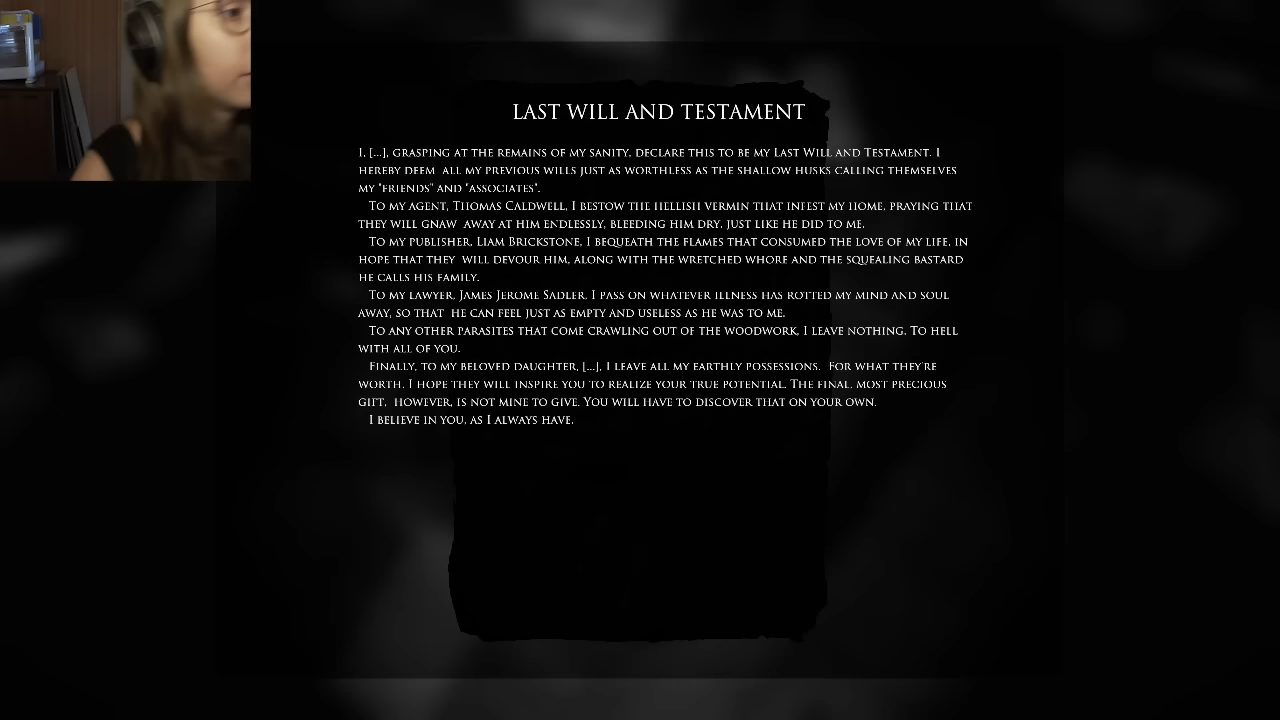 LAST WILL AND TESTAMENT
I, [...], GRASPING AT THE REMAINS OF MY SANITY, DECLARE THIS TO BE MY LAST WILL AND TESTAMENT. I
HEREBY DEEM ALL MY PREVIOUS WILLS JUST AS WORTHLESS AS THE SHALLOW HUSKS CALLING THEMSELVES
MY "FRIENDS" AND "ASSOCIATES".
TO MY AGENT, THOMAS CALDWELL, I BESTOW THE HELLISH VERMIN THAT INFEST MY HOME, PRAYING THAT
THEY WILL GNAW AWAY AT HIM ENDLESSLY, BLEEDING HIM DRY, JUST LIKE HE DID TO ME.
TO MY PUBLISHER, LIAM BRICKSTONE, I BEQUEATH THE FLAMES THAT CONSUMED THE LOVE OF MY LIFE, IN
HOPE THAT THEY WILL DEVOUR HIM, ALONG WITH THE WRETCHED WHORE AND THE SQUEALING BASTARD
HE CALLS HIS FAMILY.
TO MY LAWYER, JAMES JEROME SADLER, I PASS ON WHATEVER ILLNESS HAS ROTTED MY MIND AND SOUL
AWAY, SO THAT HE CAN FEEL JUST AS EMPTY AND USELESS AS HE WAS TO ME.
TO ANY OTHER PARASITES THAT COME CRAWLING OUT OF THE WOODWORK, I LEAVE NOTHING. TO HELL
WITH ALL OF YOU.
FINALLY, TO MY BELOVED DAUGHTER, [...], I LEAVE ALL MY EARTHLY POSSESSIONS. FOR WHAT THEY'RE
WORTH, I HOPE THEY WILL INSPIRE YOU TO REALIZE YOUR TRUE POTENTIAL. THE FINAL, MOST PRECIOUS
GIFT, HOWEVER, IS NOT MINE TO GIVE. YOU WILL HAVE TO DISCOVER THAT ON YOUR OWN.
I BELIEVE IN YOU, AS I ALWAYS HAVE.